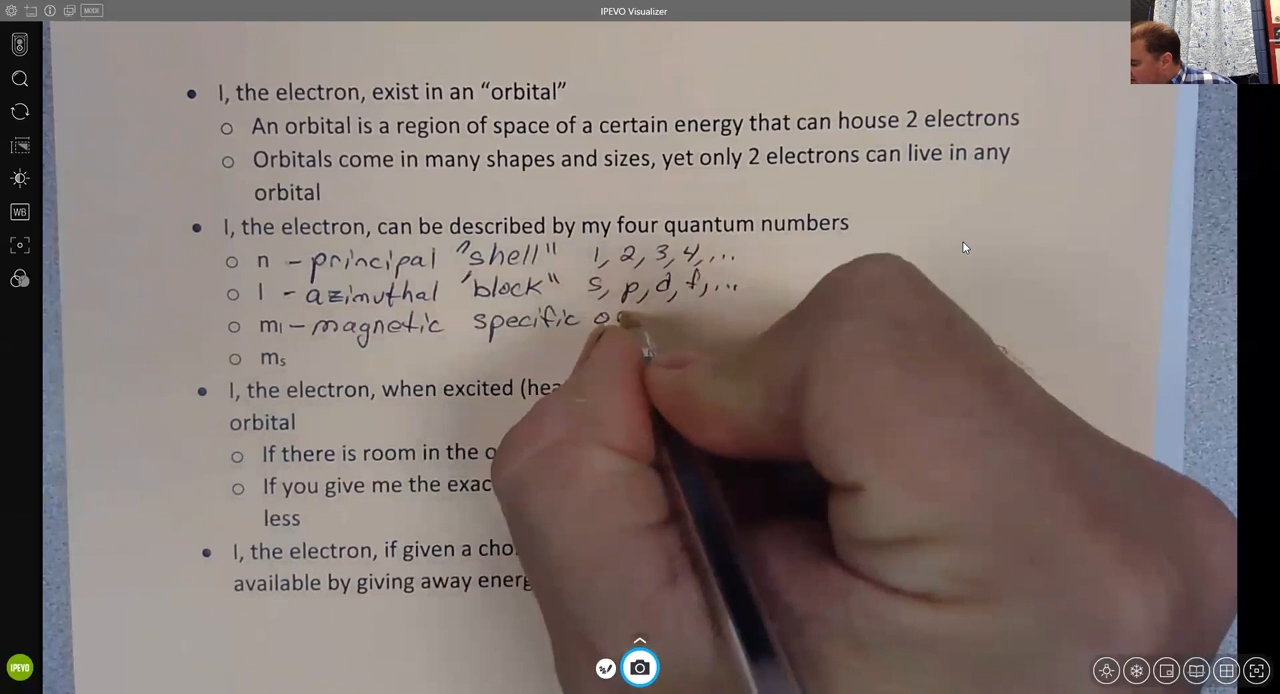 MODE
IPEVO Visualizer
WB
• I, the electron, exist in an “orbital”
o An orbital is a region of space of a certain energy that can house 2 electrons
o Orbitals come in many shapes and sizes, yet only 2 electrons can live in any
orbital
• I, the electron, can be described by my four quantum numbers
o n - principal "shell" 1, 2, 3, 4, ...
o l - azimuthal "block" s, p, d, f, ...
o ml - magnetic specific
o ms
• I, the electron, when excited
orbital
o If there is room in the
o If you give me the
less
• I, the electron, if given a
available by giving away
IPEVO